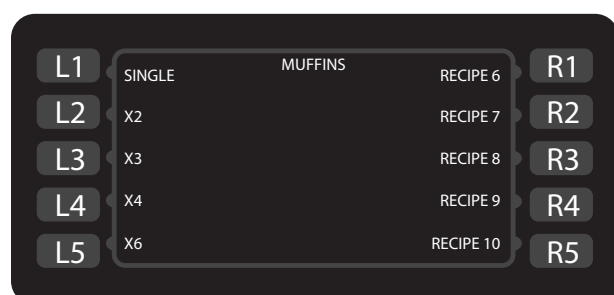 MUFFINS
L1 SINGLE RECIPE 6 R1
L2 X2 RECIPE 7 R2
L3 X3 RECIPE 8 R3
L4 X4 RECIPE 9 R4
L5 X6 RECIPE 10 R5